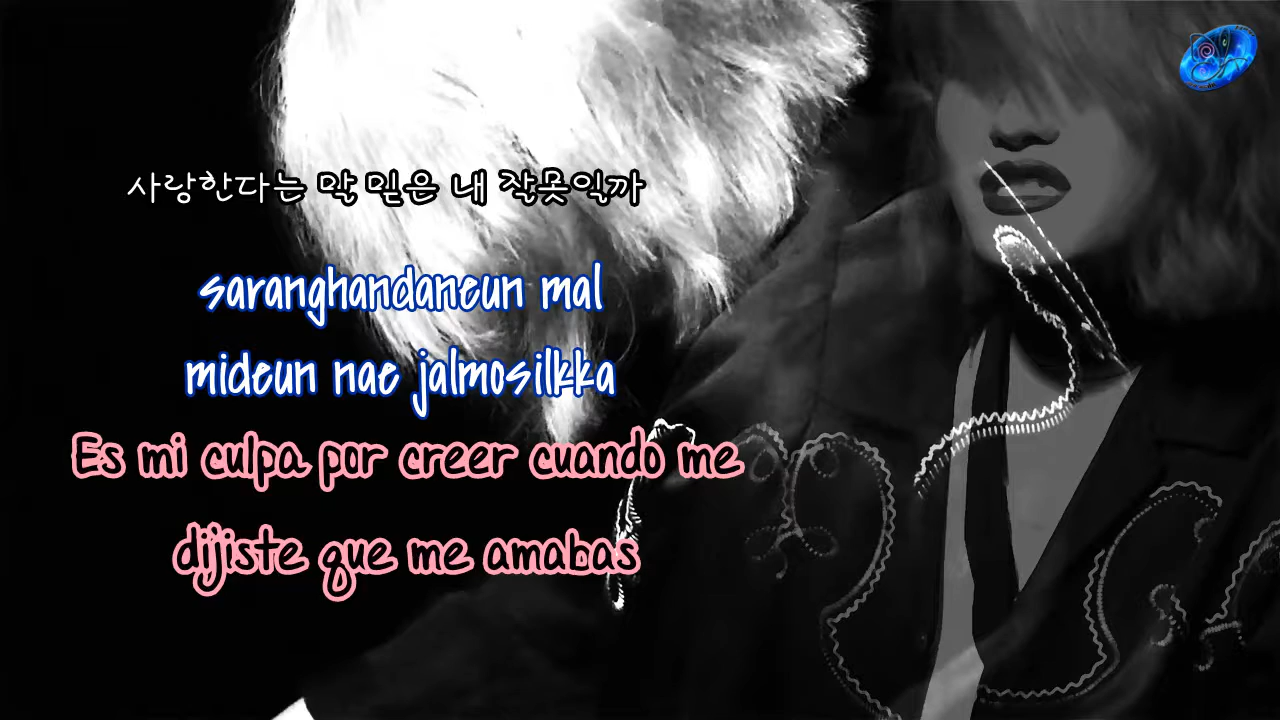 사랑한다는 말 믿은 내 잘못일까
saranghandaneun mal
mideun nae jalmosilkka
Es mi culpa por creer cuando me
dijiste que me amabas